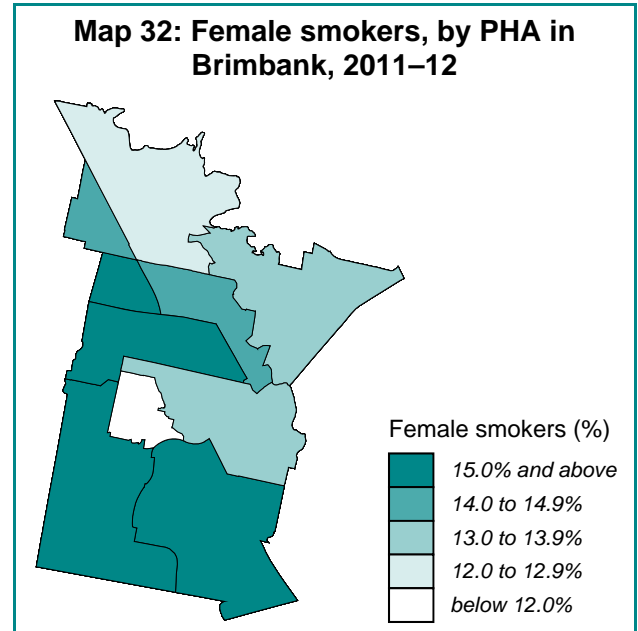 Map 32: Female smokers, by PHA in
Brimbank, 2011–12
Female smokers (%)
15.0% and above
14.0 to 14.9%
13.0 to 13.9%
12.0 to 12.9%
below 12.0%